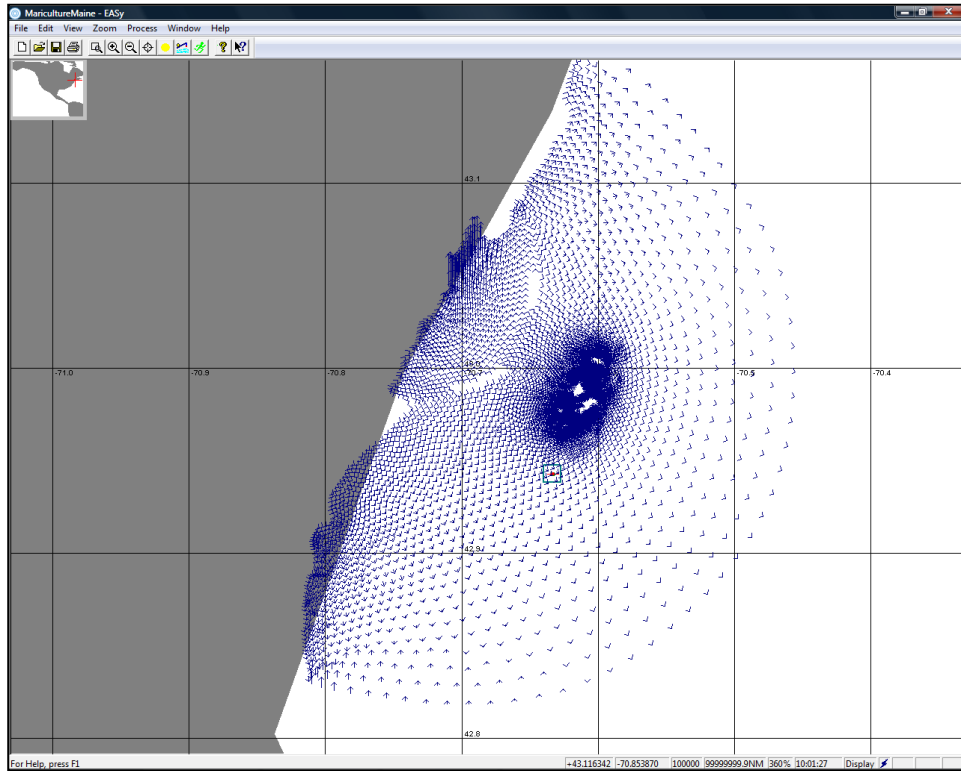 MaricultureMaine - EASy
File Edit View Zoom Process Window Help
43.1
-71.0 -70.9 -70.8 -70.7 -70.5 -70.4
42.9
42.8
For Help, press F1 +43.116342 -70.853870 100000 99999999.9NM 360% 10:01:27 Display